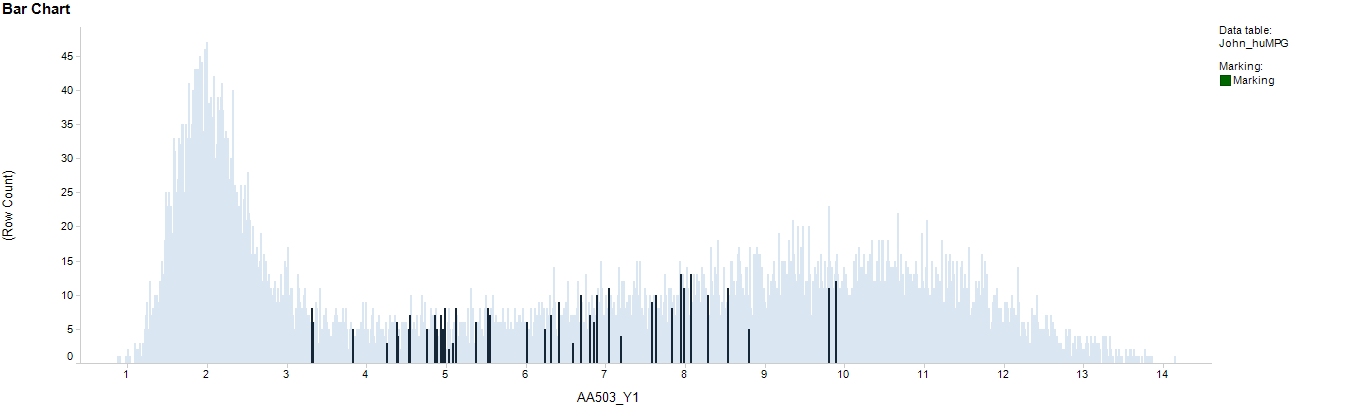 Bar Chart
Data table:
John_huMPG
Marking:
Marking
(Row Count)
45
40
35
30
25
20
15
10
5
0
1 2 3 4 5 6 7 8 9 10 11 12 13 14
AA503_Y1